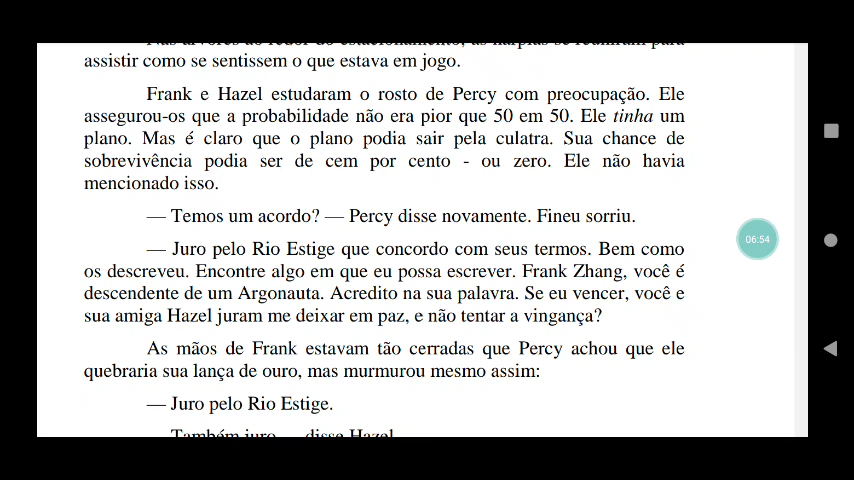 assistir como se sentissem o que estava em jogo.
Frank e Hazel estudaram o rosto de Percy com preocupação. Ele
assegurou-os que a probabilidade não era pior que 50 em 50. Ele tinha um
plano. Mas é claro que o plano podia sair pela culatra. Sua chance de
sobrevivência podia ser de cem por cento - ou zero. Ele não havia
mencionado isso.
— Temos um acordo? — Percy disse novamente. Fineu sorriu.
— Juro pelo Rio Estige que concordo com seus termos. Bem como
os descreveu. Encontre algo em que eu possa escrever. Frank Zhang, você é
descendente de um Argonauta. Acredito na sua palavra. Se eu vencer, você e
sua amiga Hazel juram me deixar em paz, e não tentar a vingança?
As mãos de Frank estavam tão cerradas que Percy achou que ele
quebraria sua lança de ouro, mas murmurou mesmo assim:
— Juro pelo Rio Estige.
— Também juro — disse Hazel.
06:54